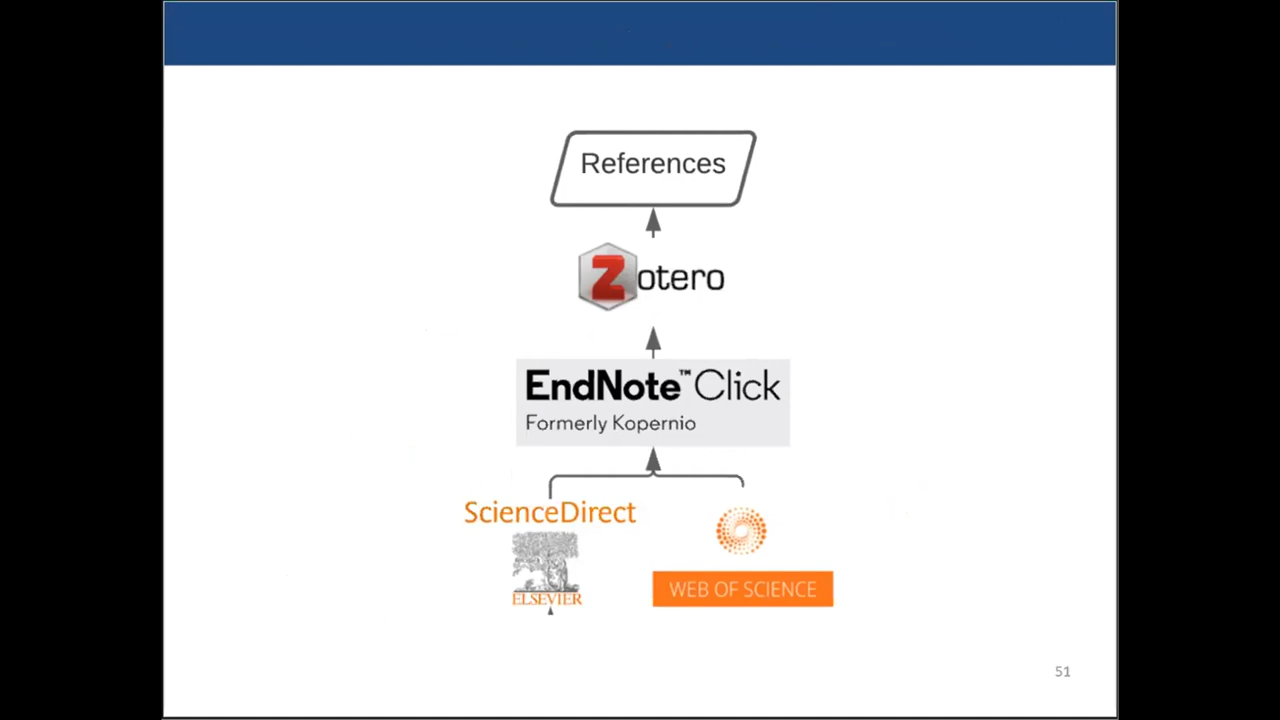 References
Zotero
EndNote™ Click
Formerly Kopernio
ScienceDirect
ELSEVIER
WEB OF SCIENCE
51